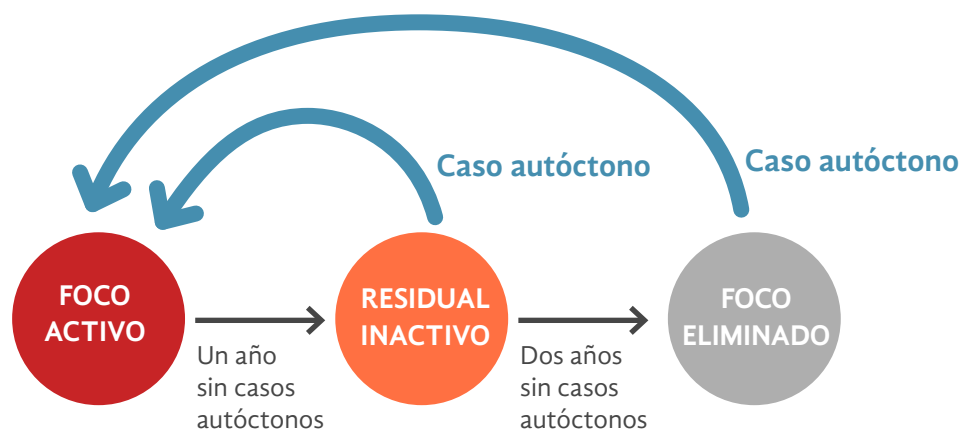 Caso autóctono
Caso autóctono
FOCO
ACTIVO
Un año
sin casos
autóctonos
RESIDUAL
INACTIVO
Dos años
sin casos
autóctonos
FOCO
ELIMINADO